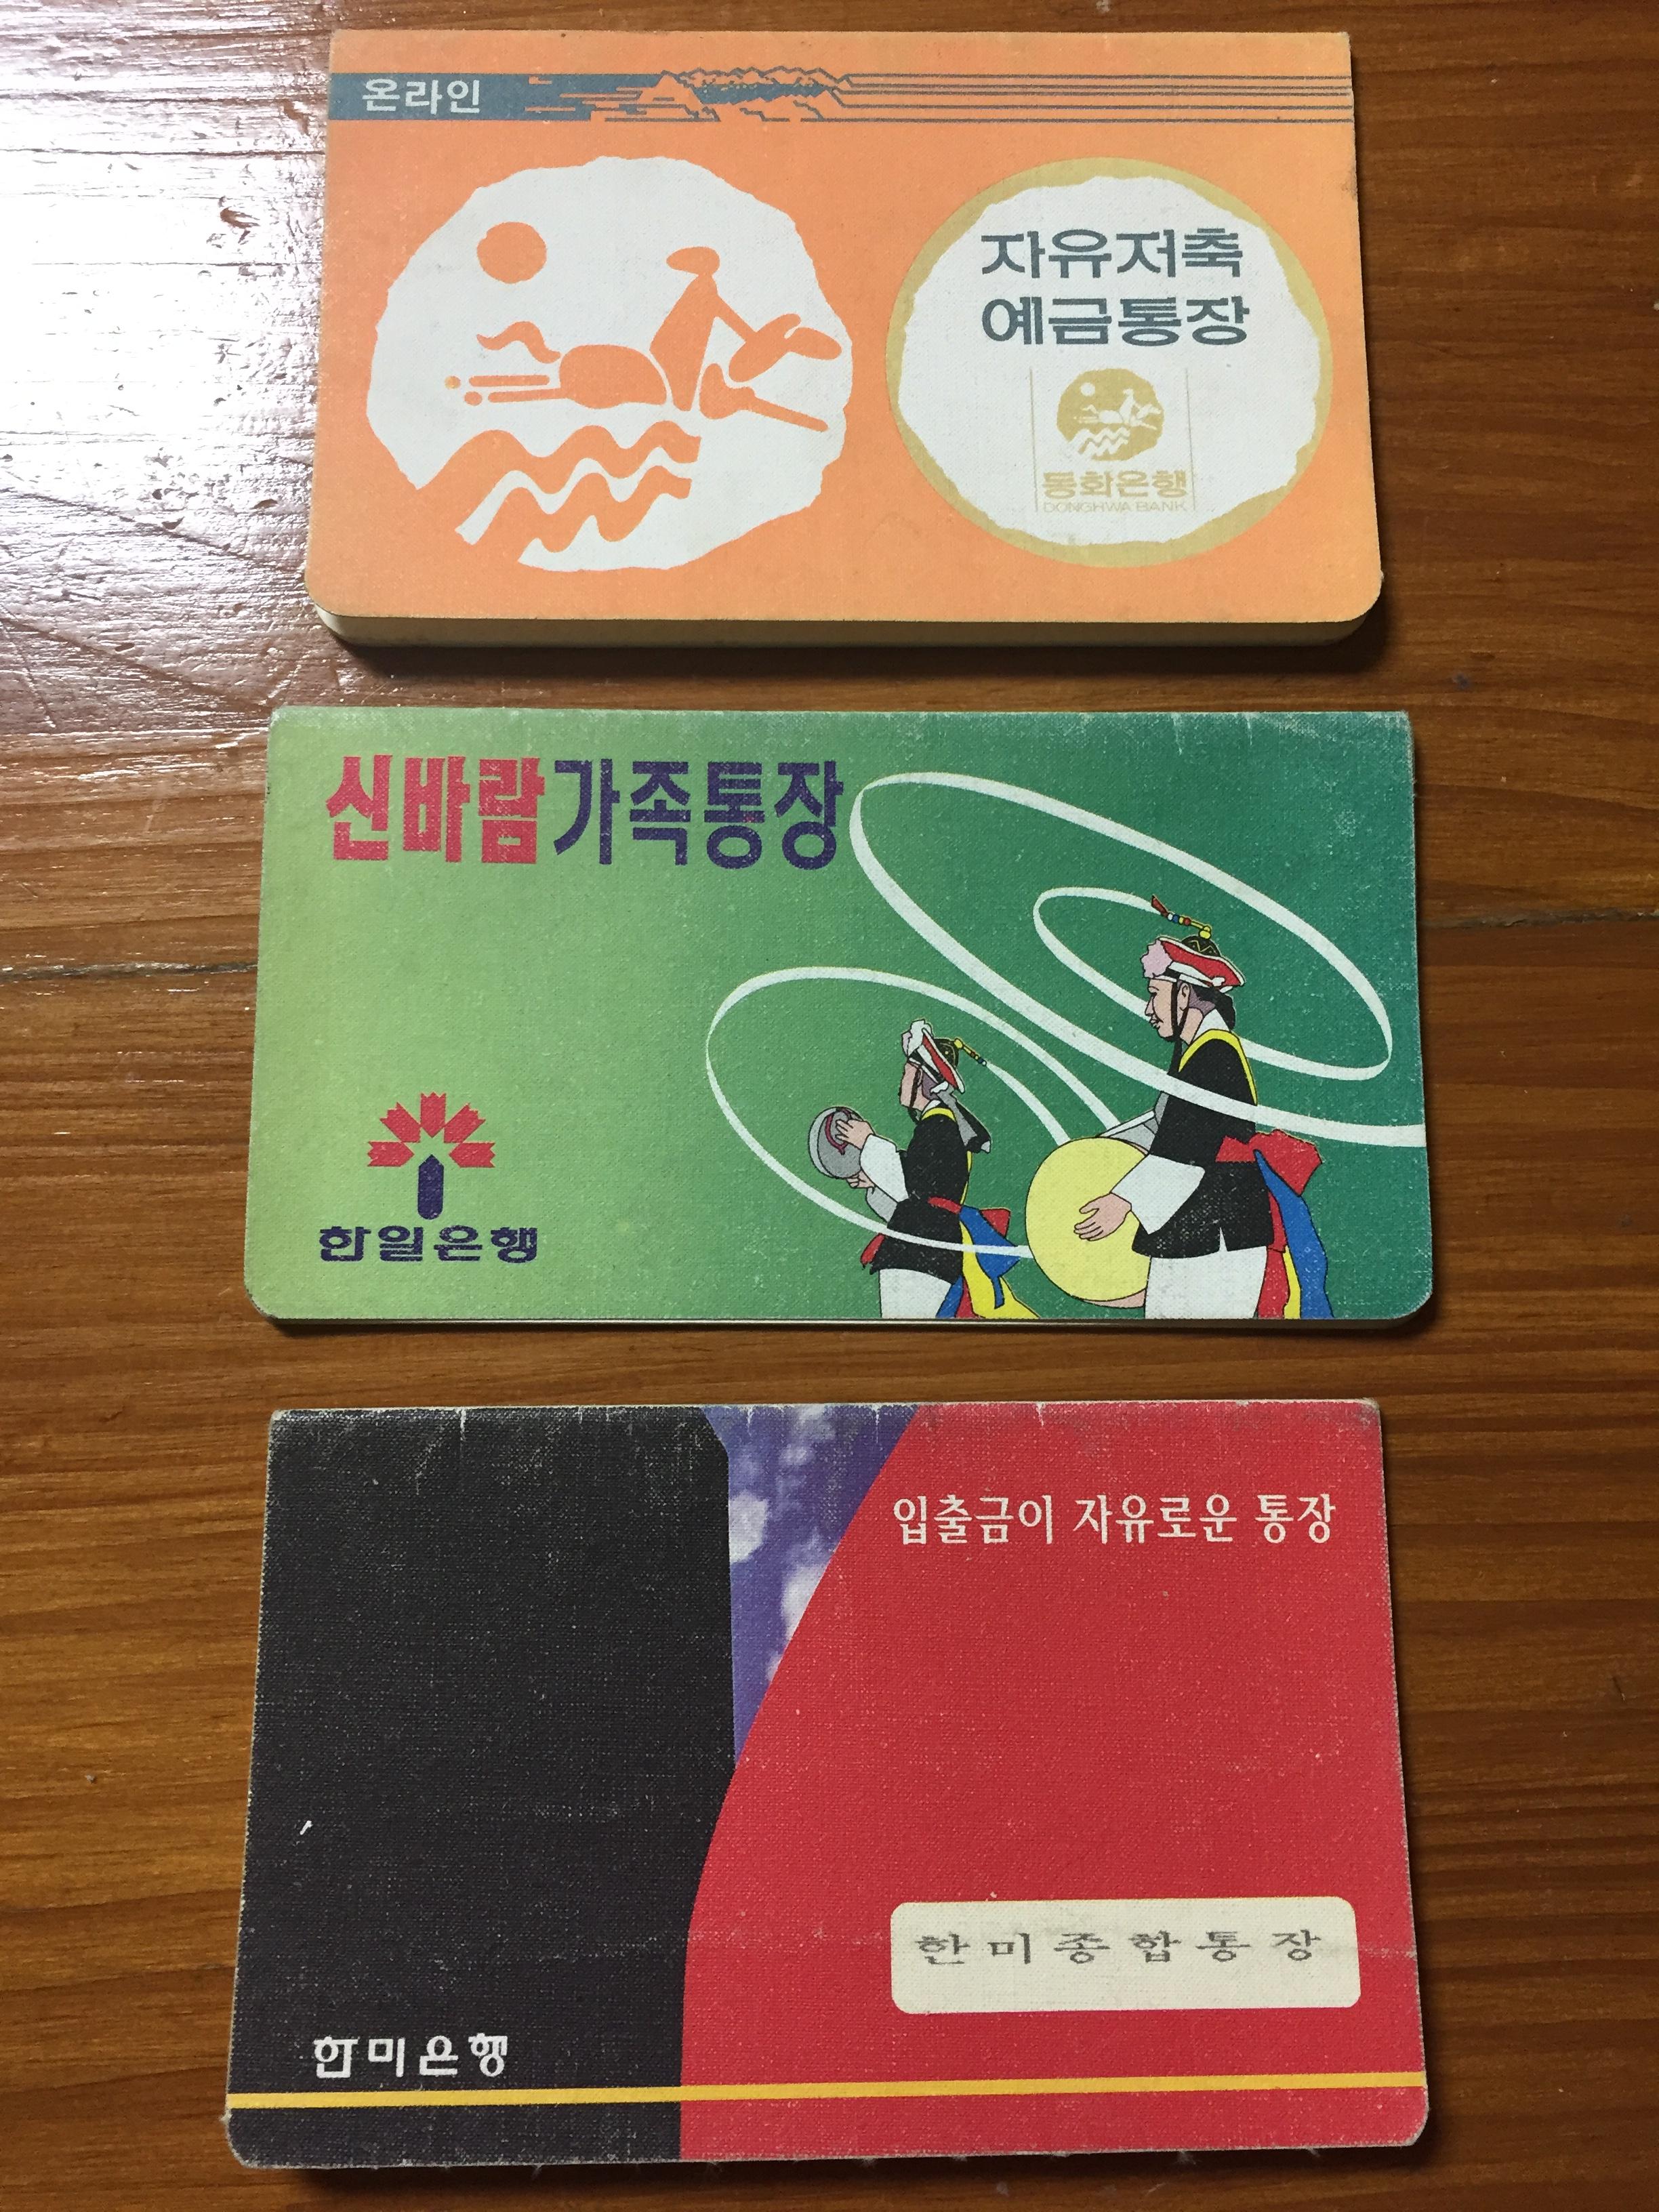 온라인
자유저축
예금통장
동화은행
DONGHWA BANK
신바람가족통장
한일은행
입출금이 자유로운 통장
한미종합통장
한미은행